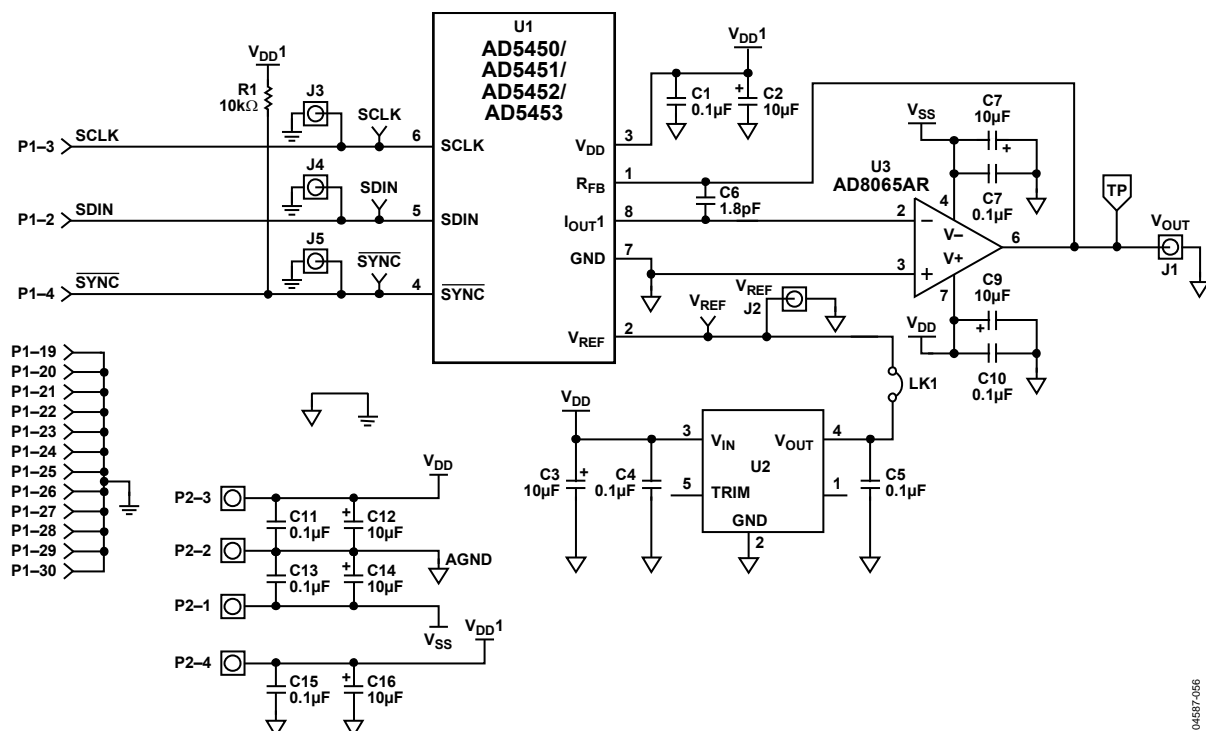 U1
AD5450/
AD5451/
AD5452/
AD5453
VDD1
R1
10kΩ
J3
SCLK
P1–3
SCLK
6
SCLK
J4
SDIN
P1–2
SDIN
5
SDIN
J5
SYNC
P1–4
SYNC
4
SYNC
VDD
3
RFB
1
IOUT1
8
GND
7
VREF
2
VDD1
C1
0.1µF
C2
10µF
C6
1.8pF
U3
AD8065AR
VSS
C7
10µF
C7
0.1µF
4
2
V–
V+
3
6
7
VDD
C9
10µF
C10
0.1µF
TP
VOUT
J1
VREF
VREF
J2
LK1
VDD
C3
10µF
C4
0.1µF
3
VIN
VOUT
4
U2
5
TRIM
1
GND
2
C5
0.1µF
P1–19
P1–20
P1–21
P1–22
P1–23
P1–24
P1–25
P1–26
P1–27
P1–28
P1–29
P1–30
P2–3
VDD
C11
0.1µF
C12
10µF
P2–2
AGND
C13
0.1µF
C14
10µF
P2–1
VSS
P2–4
VDD1
C15
0.1µF
C16
10µF
04587-056